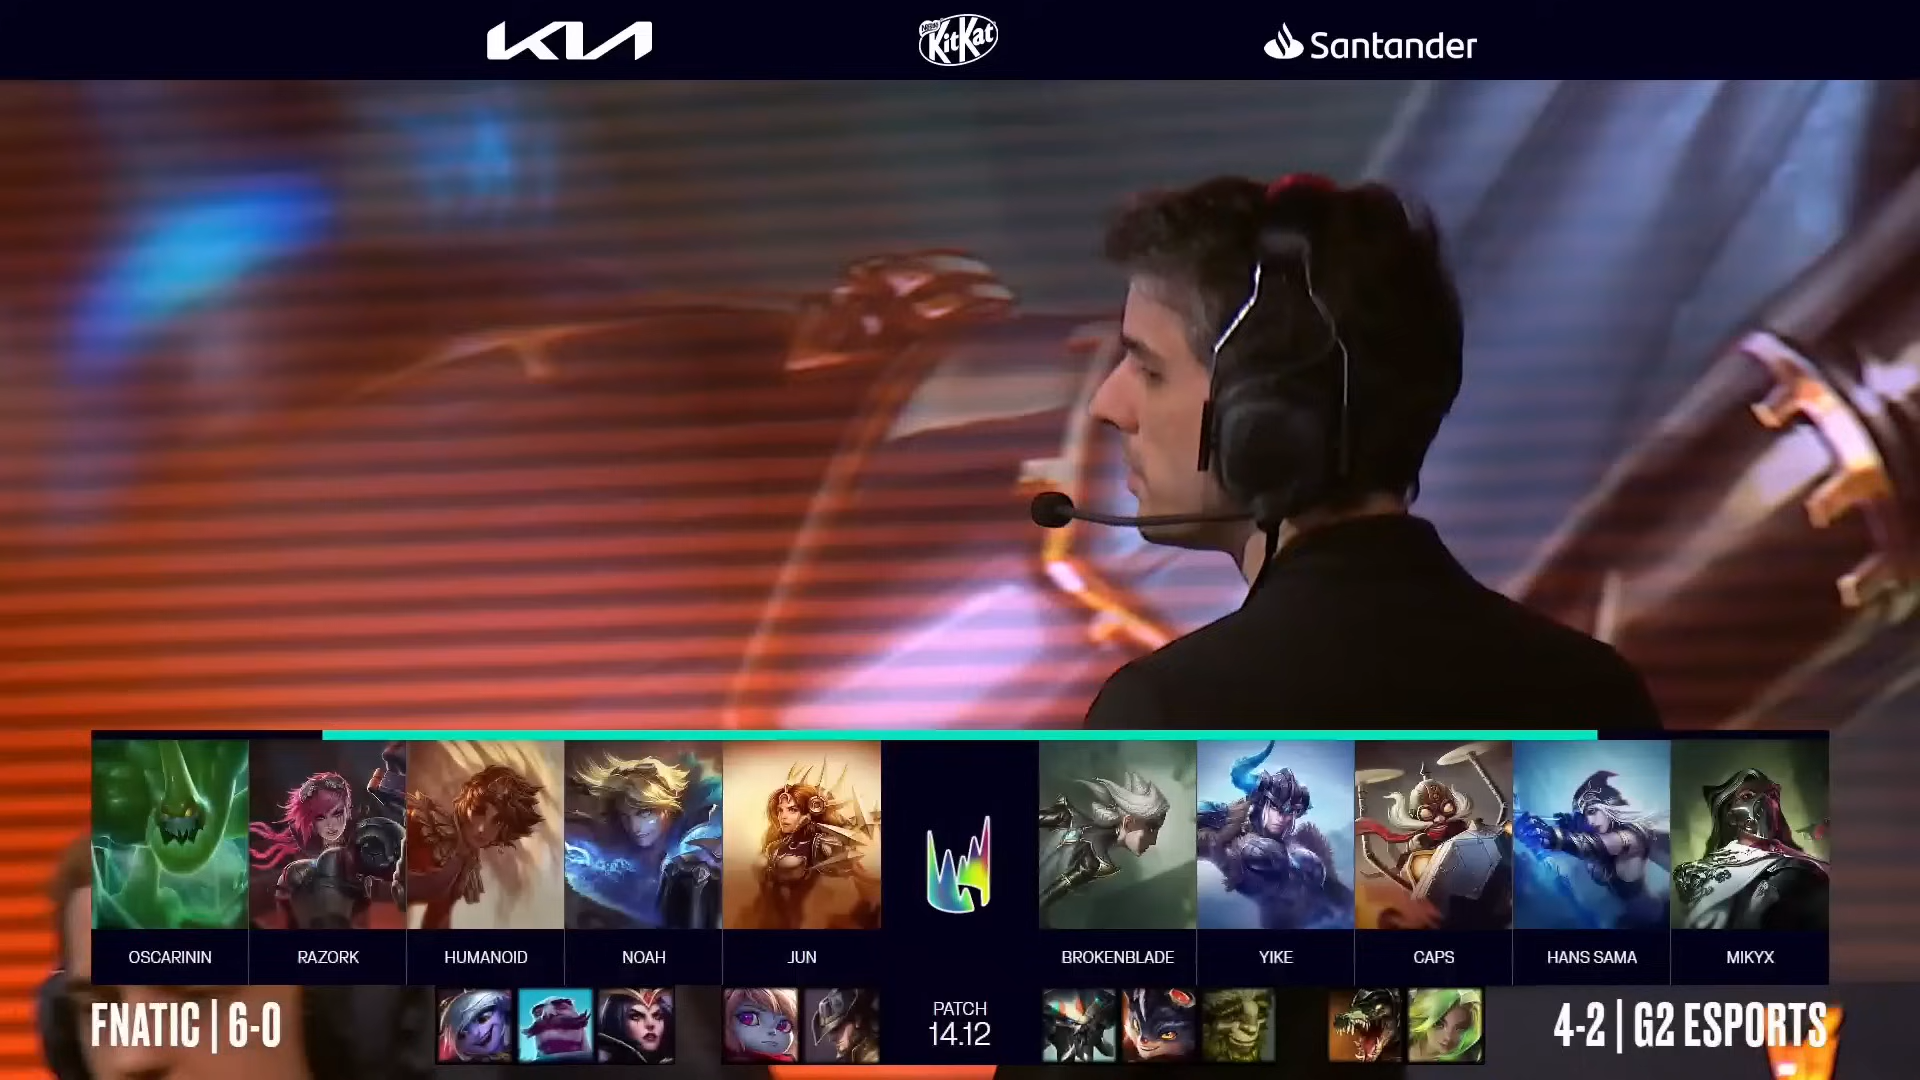 KIA
Nestlé KitKat
Santander
OSCARININ RAZORK HUMANOID NOAH JUN BROKENBLADE YIKE CAPS HANS SAMA MIKYX
FNATIC | 6-0
PATCH
14.12
4-2 | G2 ESPORTS